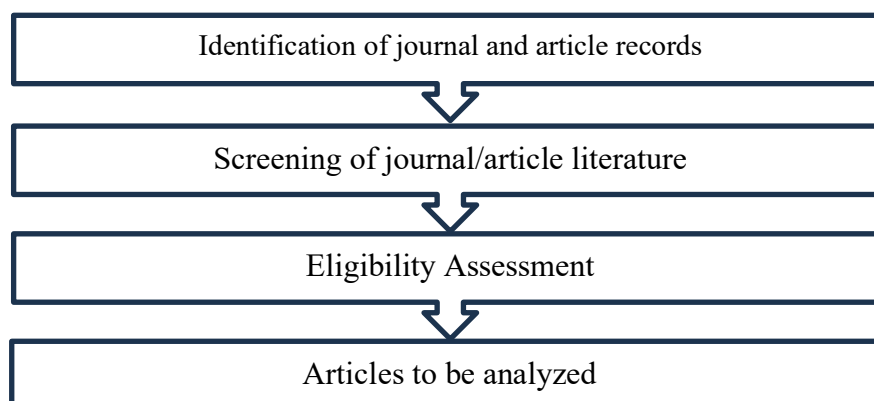 Identification of journal and article records
Screening of journal/article literature
Eligibility Assessment
Articles to be analyzed